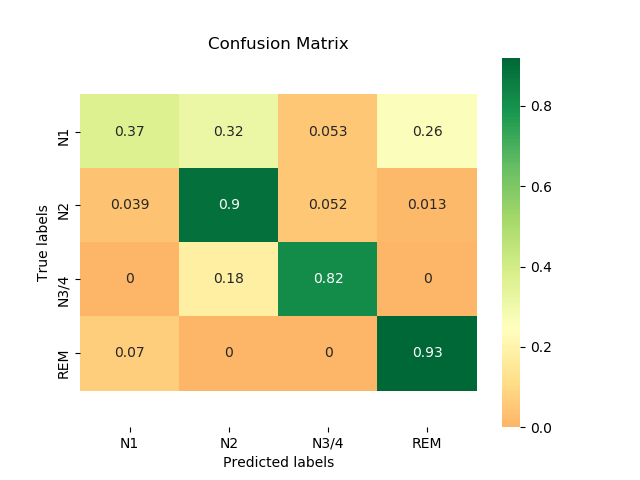 Confusion Matrix
N1 0.37 0.32 0.053 0.26
N2 0.039 0.9 0.052 0.013
N3/4 0 0.18 0.82 0
REM 0.07 0 0 0.93
N1 N2 N3/4 REM
Predicted labels
True labels
0.8
0.6
0.4
0.2
0.0